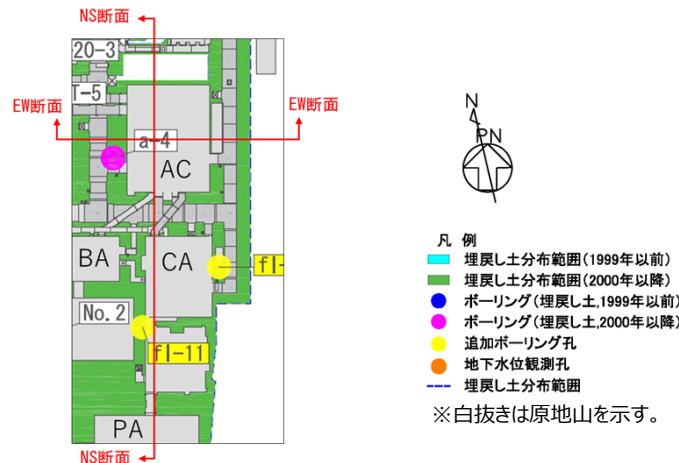 NS断面
20-3
T-5
EW断面
EW断面
a-4
AC
BA
CA
fl-
No.2
fl-11
PA
NS断面
N
PN
凡 例
埋戻し土分布範囲(1999年以前)
埋戻し土分布範囲(2000年以降)
ボーリング(埋戻し土,1999年以前)
ボーリング(埋戻し土,2000年以降)
追加ボーリング孔
地下水位観測孔
埋戻し土分布範囲
※白抜きは原地山を示す。